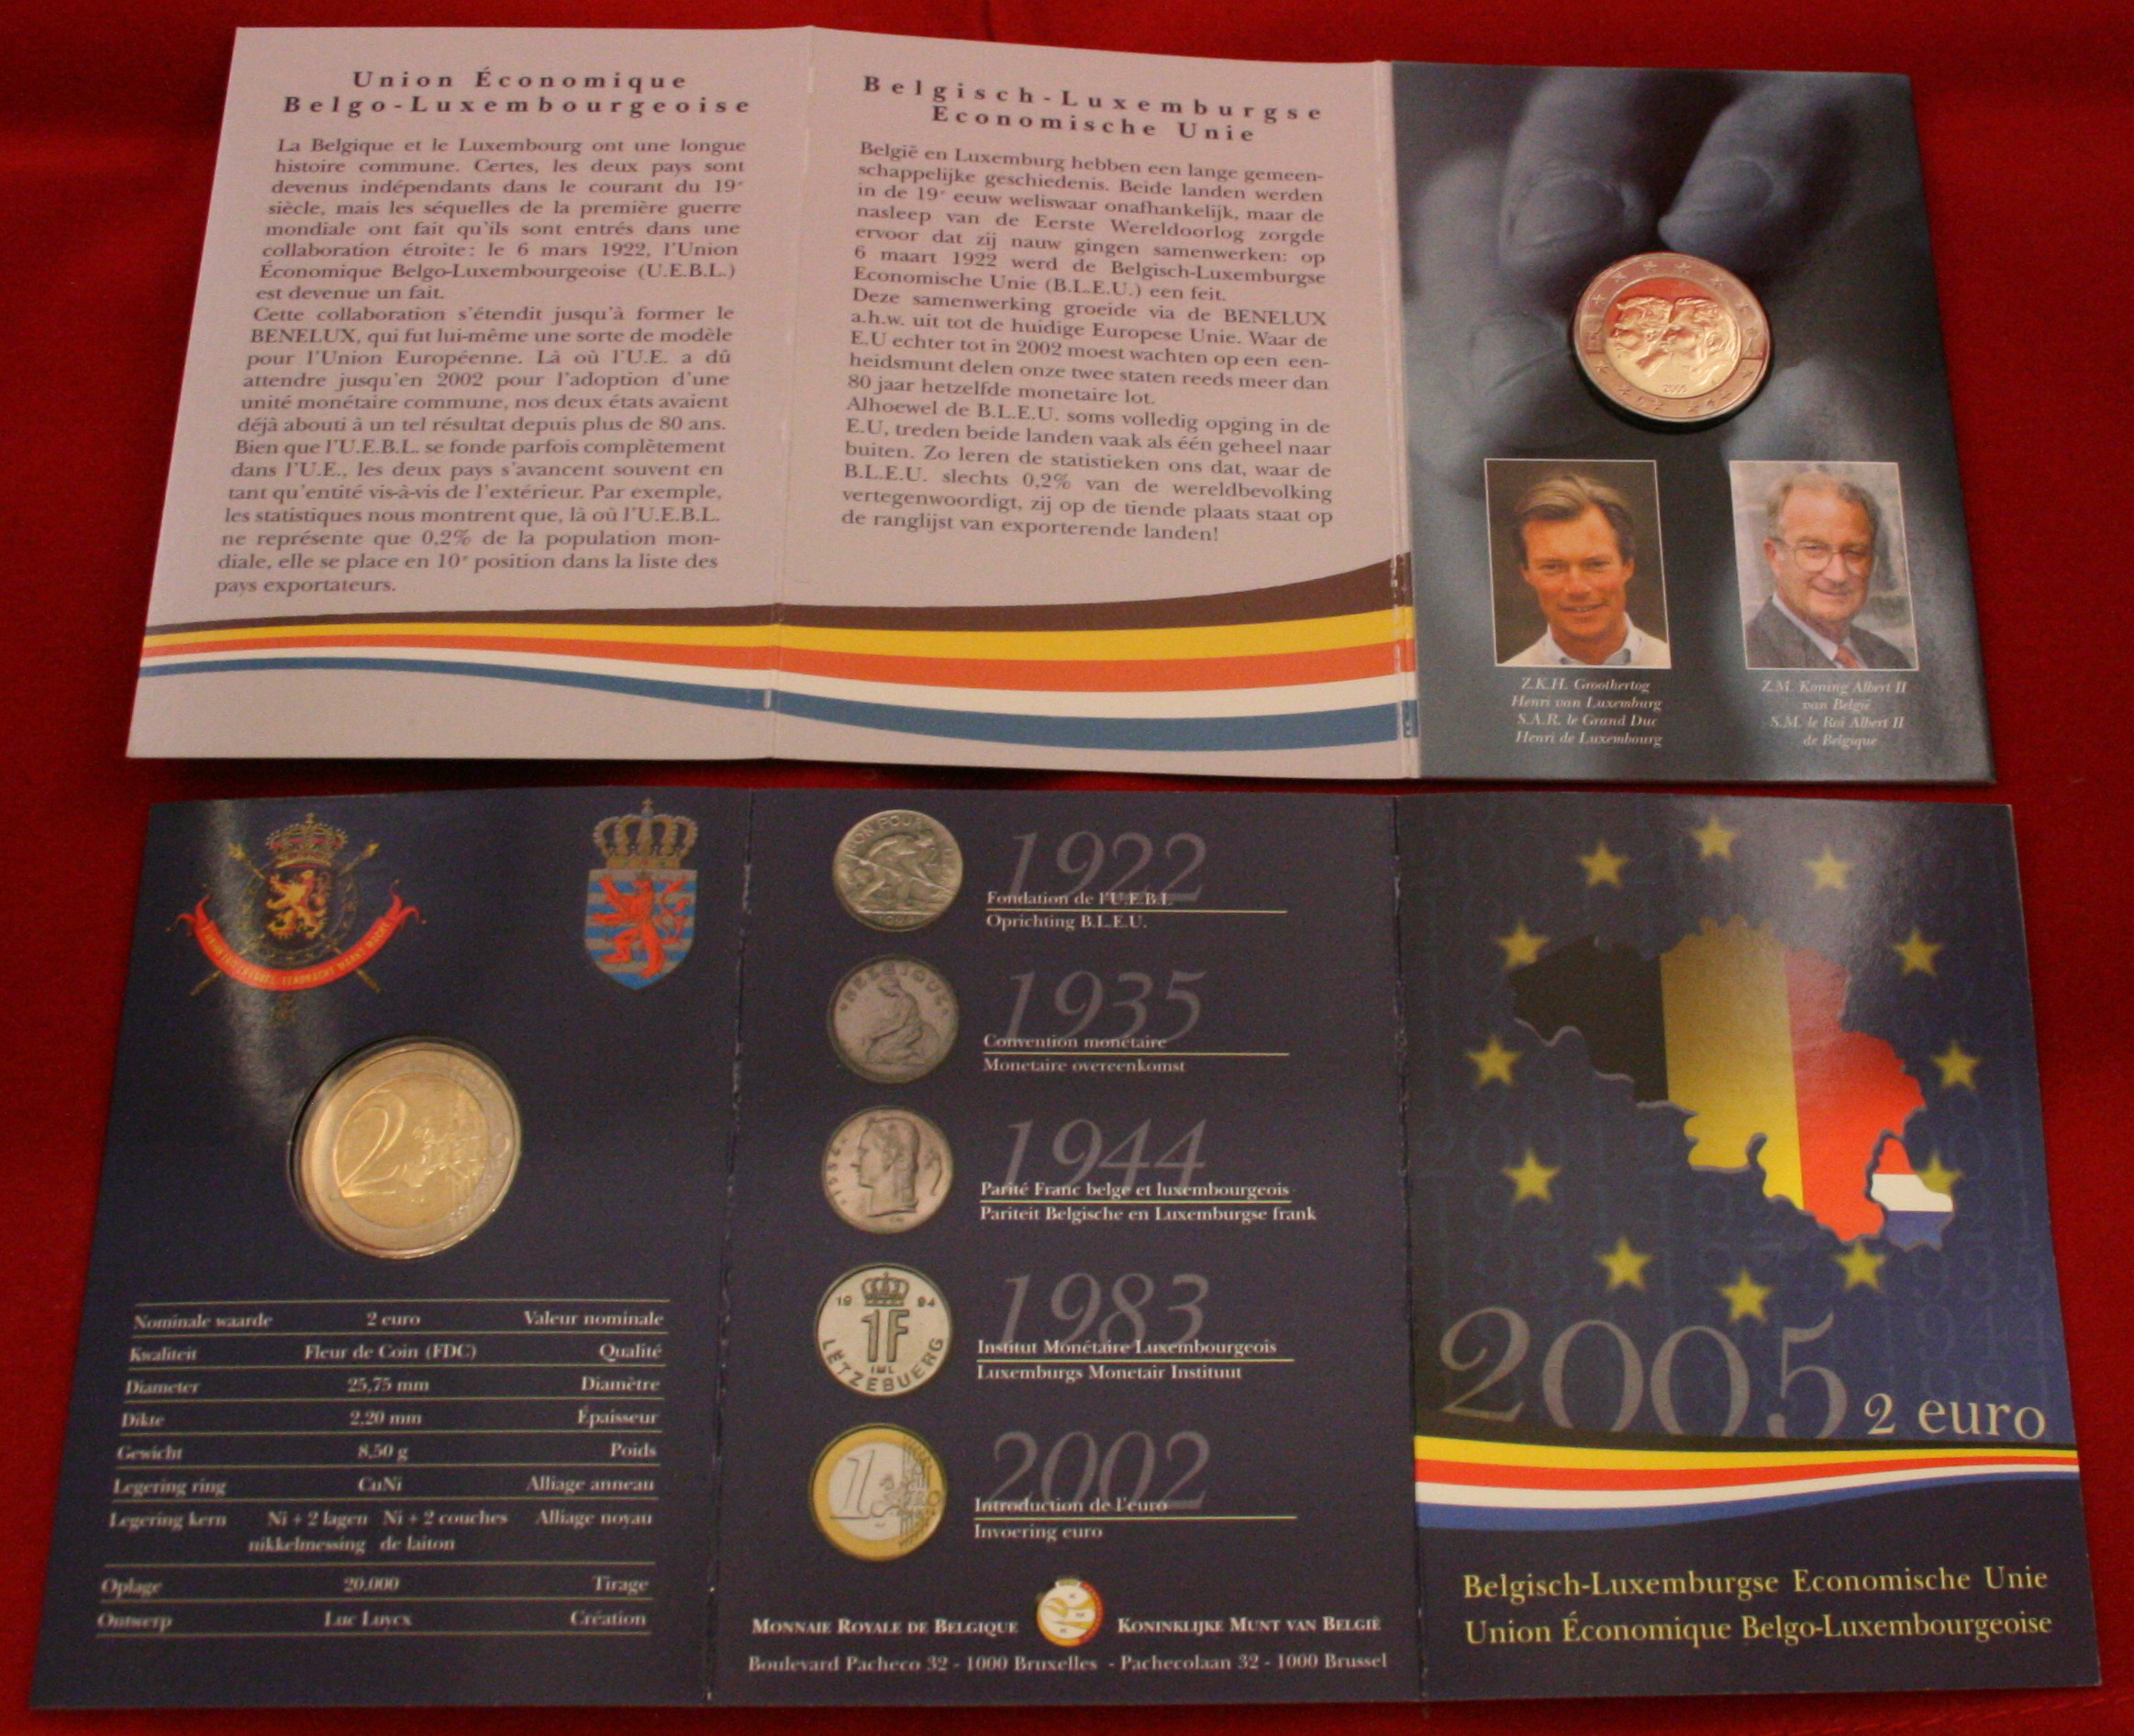 Union Économique
Belgo-Luxembourgeoise
La Belgique et le Luxembourg ont une longue
histoire commune. Certes, les deux pays sont
devenus indépendants dans le courant du 19e
siècle, mais les séquelles de la première guerre
mondiale ont fait qu'ils sont entrés dans une
collaboration étroite: le 6 mars 1922, l'Union
Économique Belgo-Luxembourgeoise (U.E.B.L.)
est devenue un fait.
Cette collaboration s'étendit jusqu'à former le
BENELUX, qui fut lui-même une sorte de modèle
pour l'Union Européenne. Là où l'U.E. a dû
attendre jusqu'en 2002 pour l'adoption d'une
unité monétaire commune, nos deux états avaient
déjà abouti à un tel résultat depuis plus de 80 ans.
Bien que l'U.E.B.L. se fonde parfois complètement
dans l'U.E., les deux pays s'avancent souvent en
tant qu'entité vis-à-vis de l'extérieur. Par exemple,
les statistiques nous montrent que, là où l'U.E.B.L.
ne représente que 0,2% de la population mon-
diale, elle se place en 10e position dans la liste des
pays exportateurs.
Belgisch-Luxemburgse
Economische Unie
België en Luxemburg hebben een lange gemeen-
schappelijke geschiedenis. Beide landen werden
in de 19e eeuw weliswaar onafhankelijk, maar de
nasleep van de Eerste Wereldoorlog zorgde
ervoor dat zij nauw gingen samenwerken: op
6 maart 1922 werd de Belgisch-Luxemburgse
Economische Unie (B.L.E.U.) een feit.
Deze samenwerking groeide via de BENELUX
a.h.w. uit tot de huidige Europese Unie. Waar de
E.U echter tot in 2002 moest wachten op een een-
heidsmunt delen onze twee staten reeds meer dan
80 jaar hetzelfde monetaire lot.
Alhoewel de B.L.E.U. soms volledig opging in de
E.U, treden beide landen vaak als één geheel naar
buiten. Zo leren de statistieken ons dat, waar de
B.L.E.U. slechts 0,2% van de wereldbevolking
vertegenwoordigt, zij op de tiende plaats staat op
de ranglijst van exporterende landen!
2005
Z.K.H. Groothertog
Henri van Luxemburg
S.A.R. le Grand Duc
Henri de Luxembourg
Z.M. Koning Albert II
van België
S.M. le Roi Albert II
de Belgique
2
Nominale waarde 2 euro Valeur nominale
Kwaliteit Fleur de Coin (FDC) Qualité
Diameter 25,75 mm Diamètre
Dikte 2,20 mm Épaisseur
Gewicht 8,50 g Poids
Legering ring CuNi Alliage anneau
Legering kern Ni + 2 lagen Ni + 2 couches Alliage noyau
nikkelmessing de laiton
Oplage 20.000 Tirage
Ontwerp Luc Luycx Création
1922
Fondation de l'U.E.B.L
Oprichting B.L.E.U.
BELGIQUE
1935
Convention monétaire
Monetaire overeenkomst
1952
1944
Parité Franc belge et luxembourgeois
Pariteit Belgische en Luxemburgse frank
19 94
1F
IML
LËTZEBUERG
1983
Institut Monétaire Luxembourgeois
Luxemburgs Monetair Instituut
1
2002
Introduction de l'euro
Invoering euro
MONNAIE ROYALE DE BELGIQUE KONINKLIJKE MUNT VAN BELGIË
Boulevard Pacheco 32 - 1000 Bruxelles - Pachecolaan 32 - 1000 Brussel
2005 2 euro
Belgisch-Luxemburgse Economische Unie
Union Économique Belgo-Luxembourgeoise